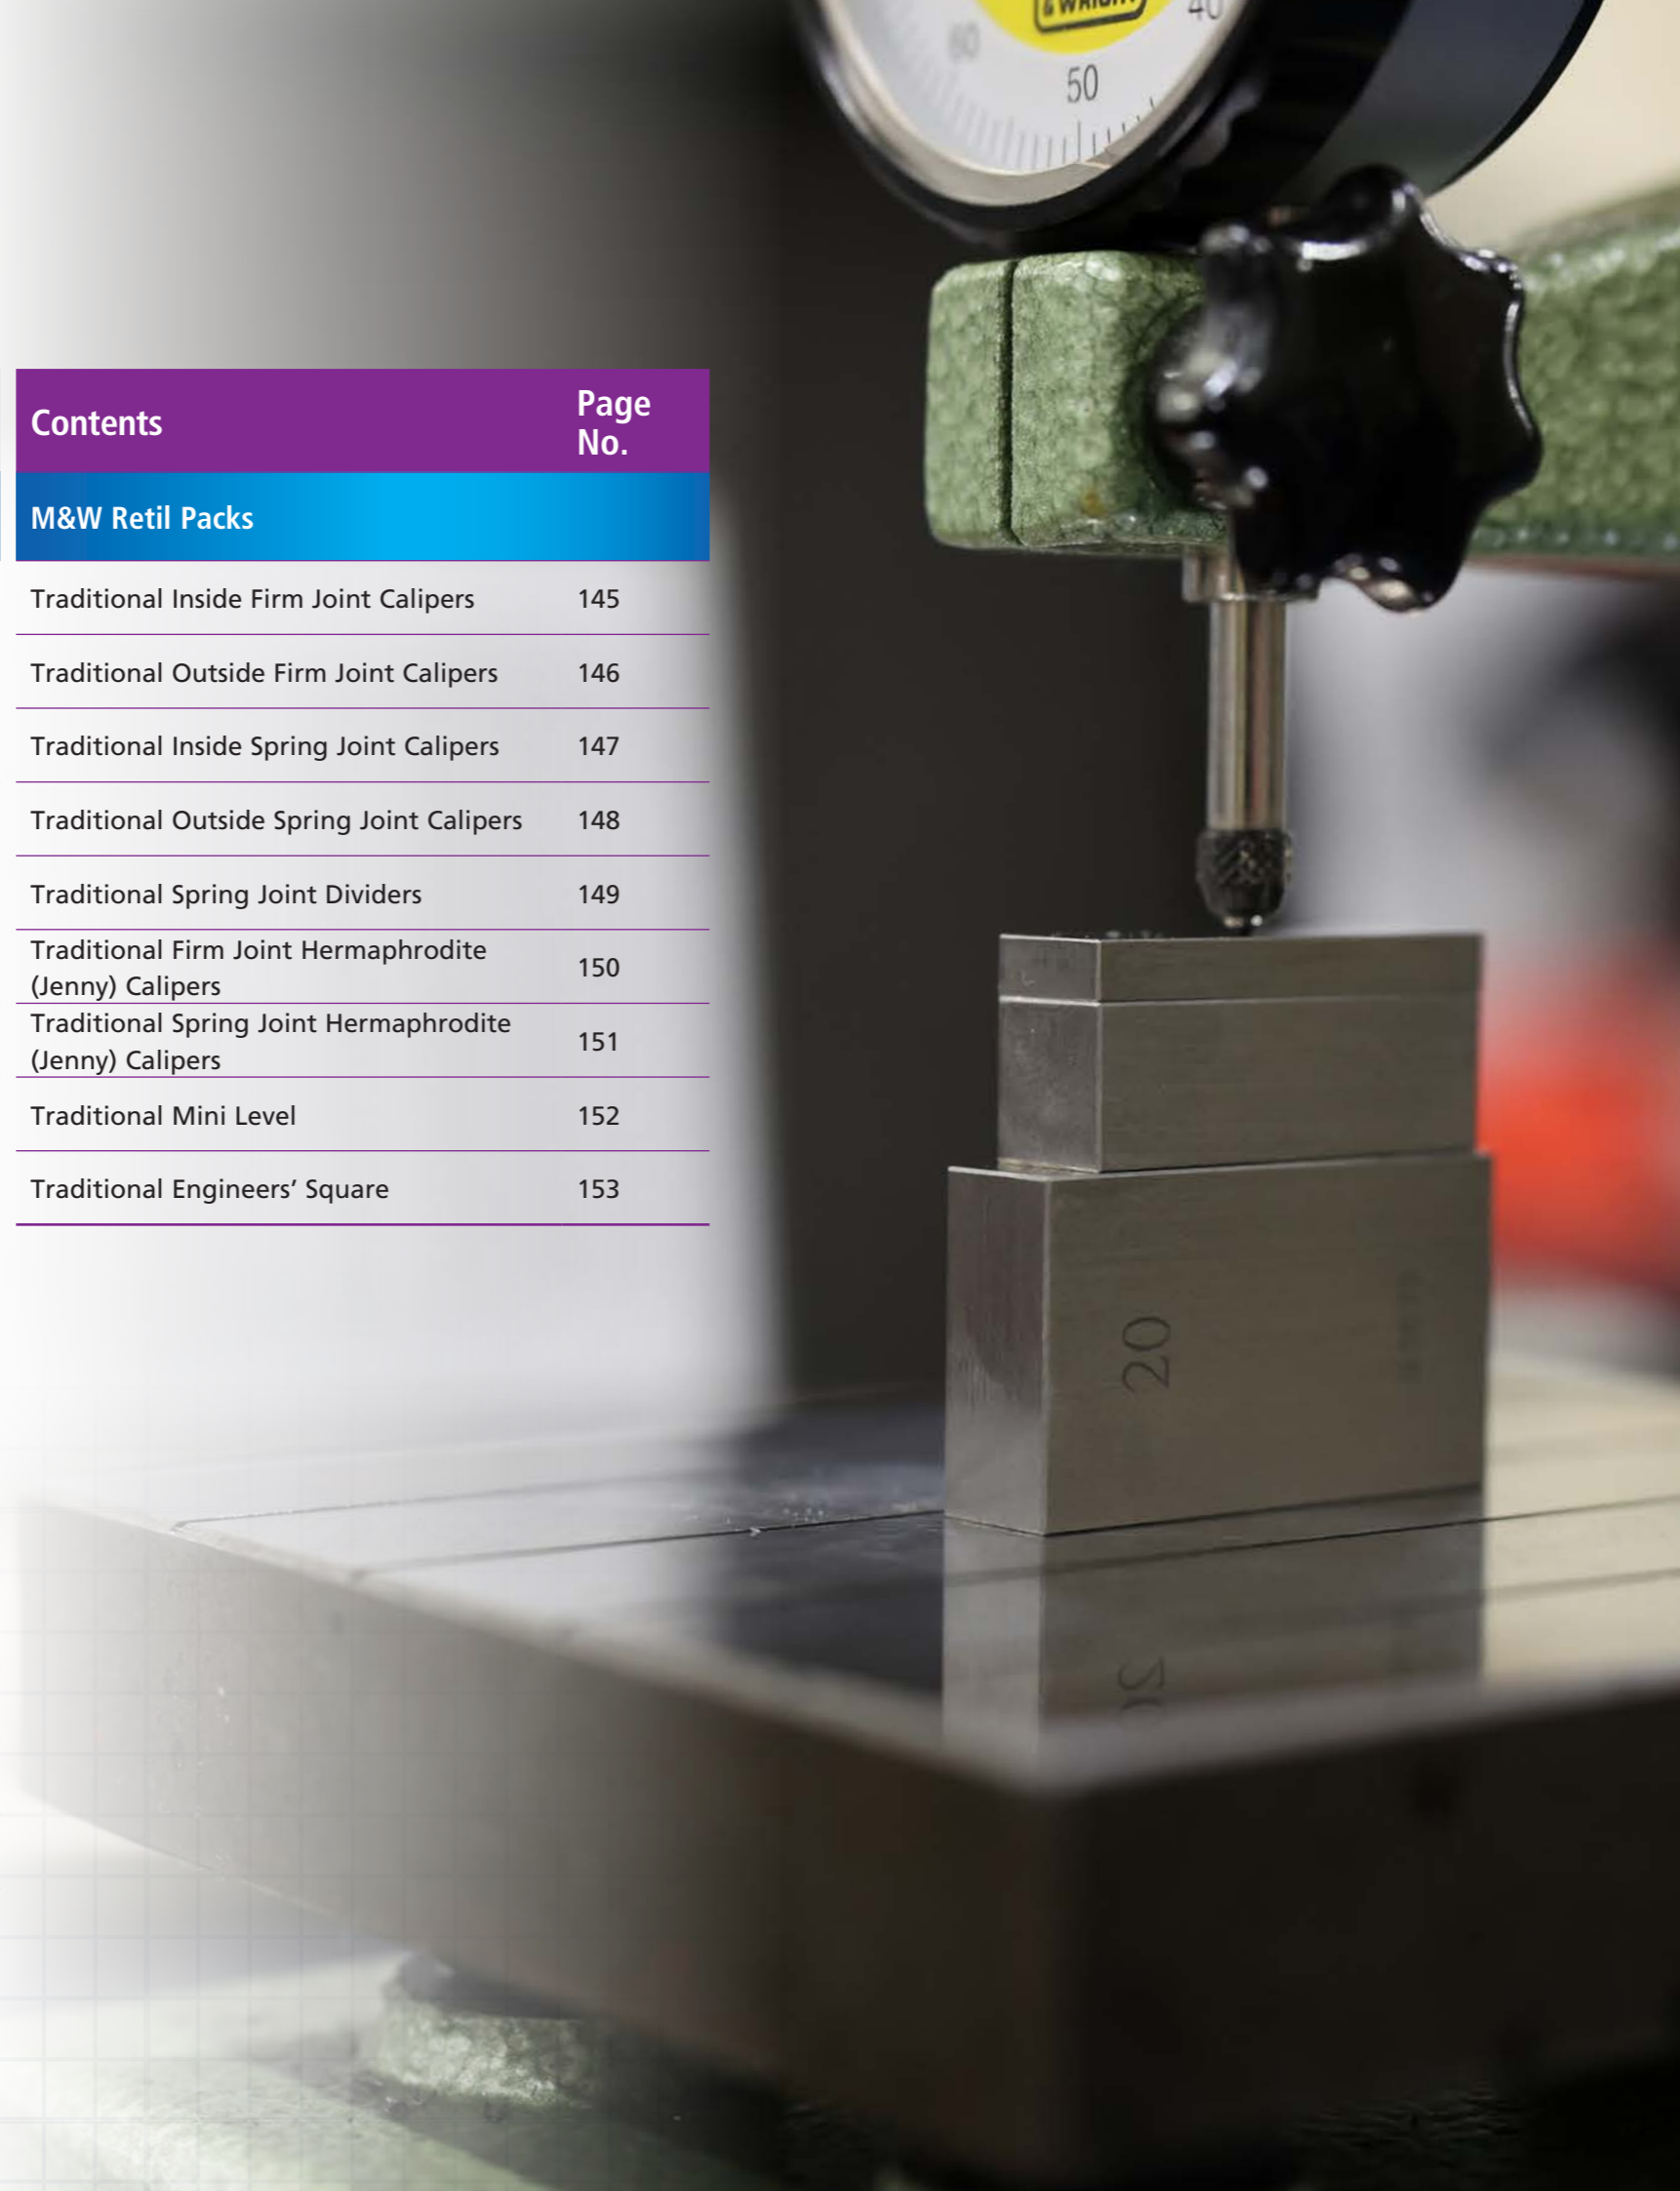 & WRIGHT
60
50
40
Contents
Page
No.
M&W Retil Packs
Traditional Inside Firm Joint Calipers 145
Traditional Outside Firm Joint Calipers 146
Traditional Inside Spring Joint Calipers 147
Traditional Outside Spring Joint Calipers 148
Traditional Spring Joint Dividers 149
Traditional Firm Joint Hermaphrodite
(Jenny) Calipers 150
Traditional Spring Joint Hermaphrodite
(Jenny) Calipers 151
Traditional Mini Level 152
Traditional Engineers’ Square 153
20